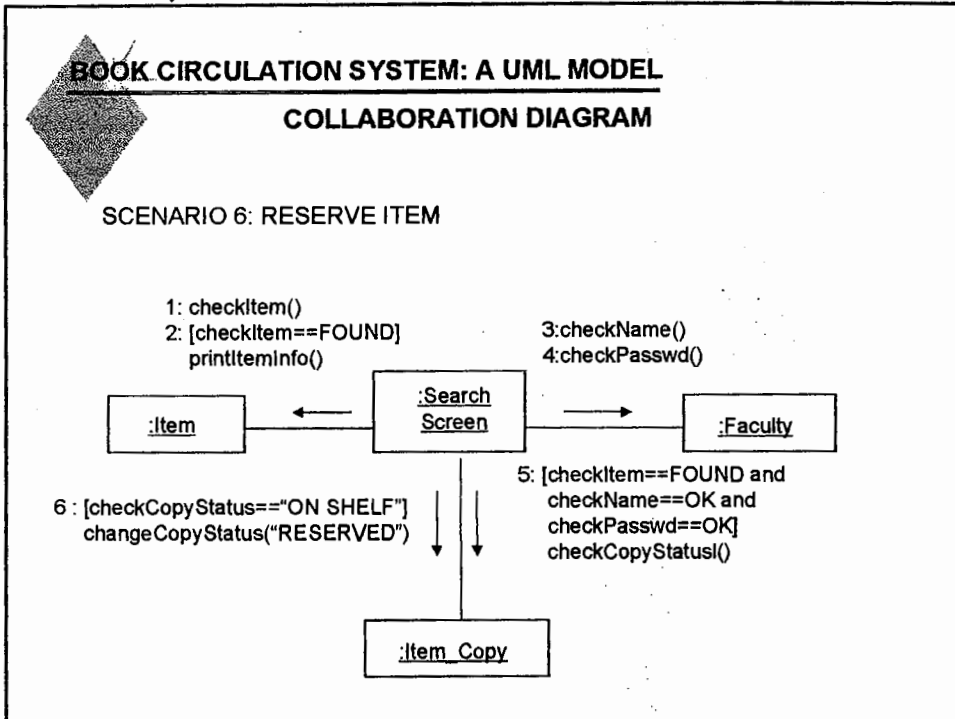 BOOK CIRCULATION SYSTEM: A UML MODEL
COLLABORATION DIAGRAM
SCENARIO 6: RESERVE ITEM
1: checkItem()
2: [checkItem==FOUND]
printItemInfo()
3:checkName()
4:checkPasswd()
:Item
:Search
Screen
:Faculty
5: [checkItem==FOUND and
checkName==OK and
checkPasswd==OK]
checkCopyStatusI()
6 : [checkCopyStatus=="ON SHELF"]
changeCopyStatus("RESERVED")
:Item_Copy